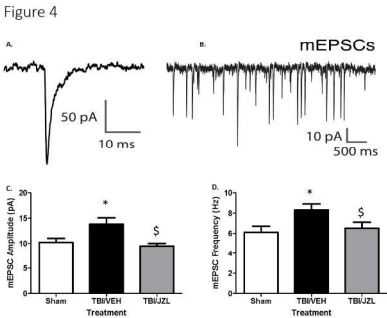 Figure 4
A.
B.
mEPSCs
50 pA
10 ms
10 pA
500 ms
C.
mEPSC Amplitude (pA)
20
15
10
5
0
*
$
Sham
TBI/VEH
TBI/JZL
Treatment
D.
mEPSC Frequency (Hz)
10
8
6
4
2
0
*
$
Sham
TBI/VEH
TBI/JZL
Treatment